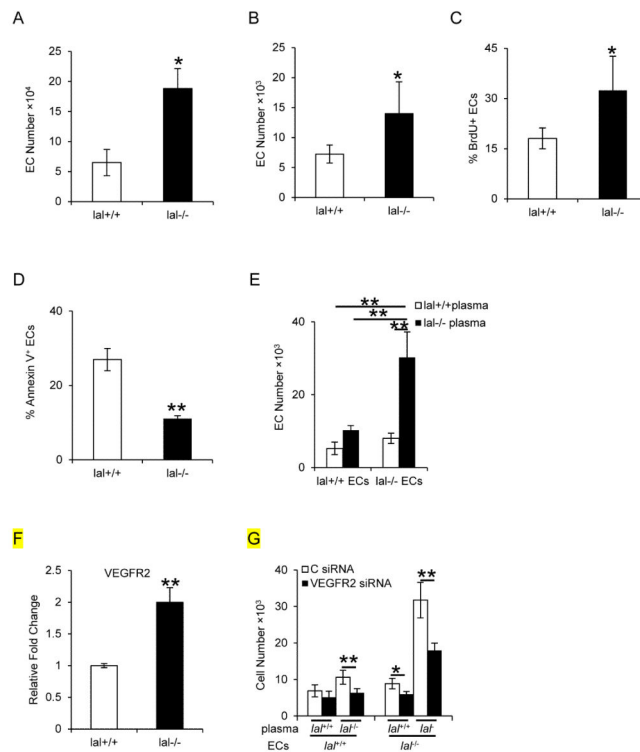 A
EC Number ×10⁴
25
20
15
10
5
0
*
lal+/+
lal-/-
B
EC Number ×10³
25
20
15
10
5
0
*
lal+/+
lal-/-
C
% BrdU+ ECs
45
30
15
0
*
lal+/+
lal-/-
D
% Annexin V⁺ ECs
40
20
0
**
lal+/+
lal-/-
E
EC Number ×10³
40
20
0
**
**
**
lal+/+plasma
lal-/- plasma
lal+/+ ECs
lal-/- ECs
F
VEGFR2
Relative Fold Change
2.5
2
1.5
1
0.5
0
**
lal+/+
lal-/-
G
C siRNA
VEGFR2 siRNA
Cell Number ×10³
40
30
20
10
0
**
*
**
plasma lal⁺/⁺ lal⁻/⁻ lal⁺/⁺ lal⁻
ECs lal⁺/⁺ lal⁻/⁻